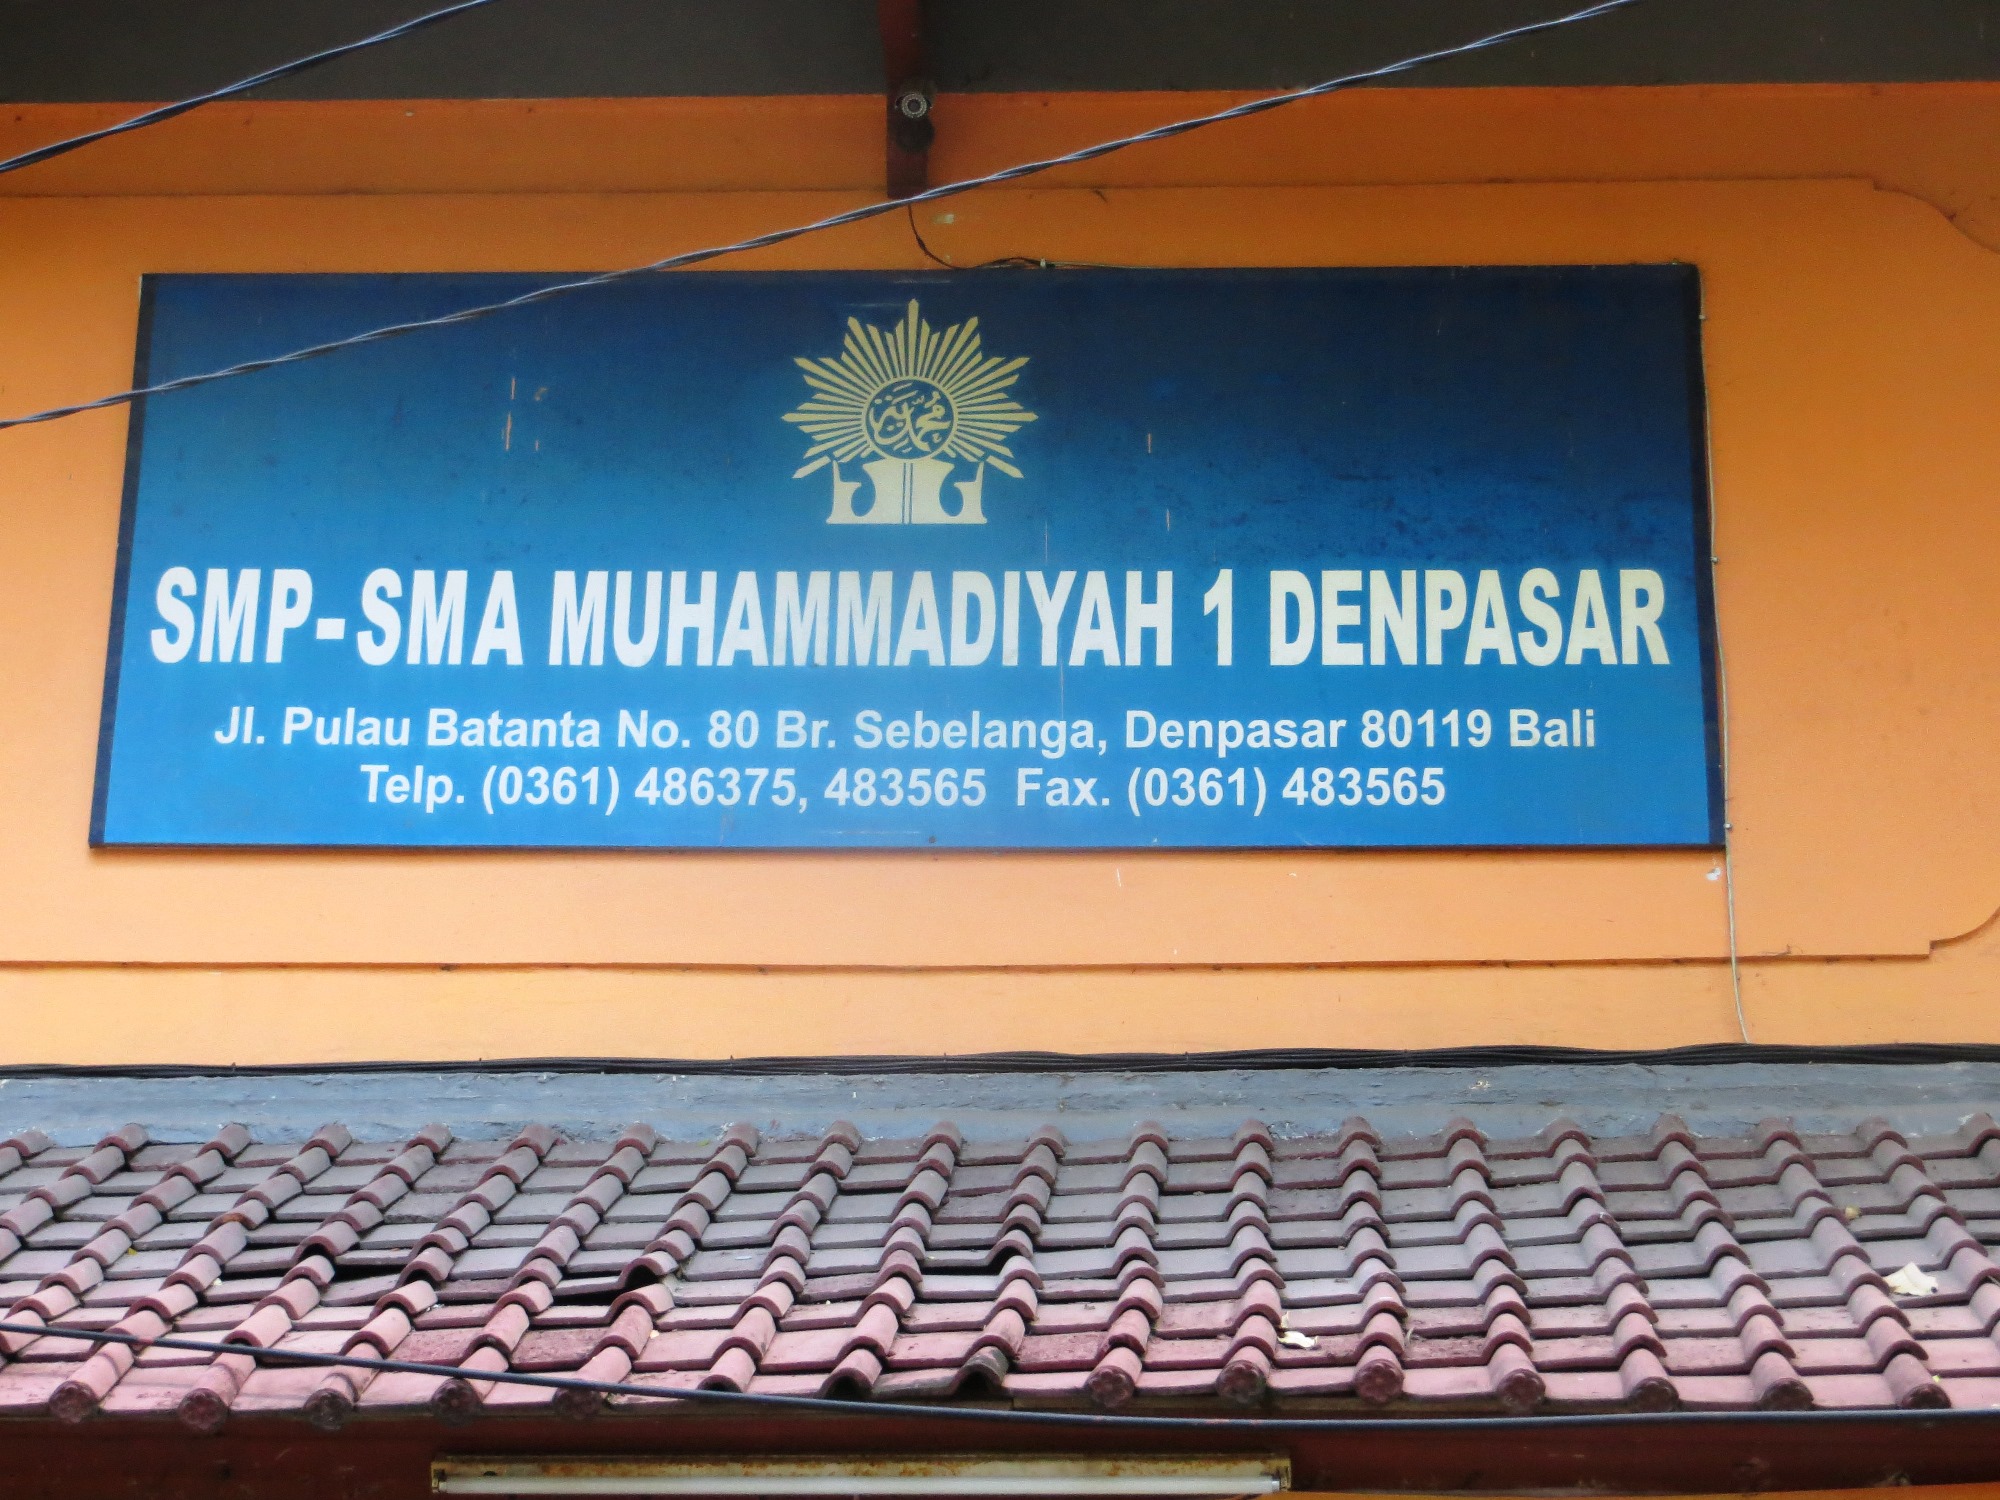 محمدية
SMP-SMA MUHAMMADIYAH 1 DENPASAR
Jl. Pulau Batanta No. 80 Br. Sebelanga, Denpasar 80119 Bali
Telp. (0361) 486375, 483565 Fax. (0361) 483565